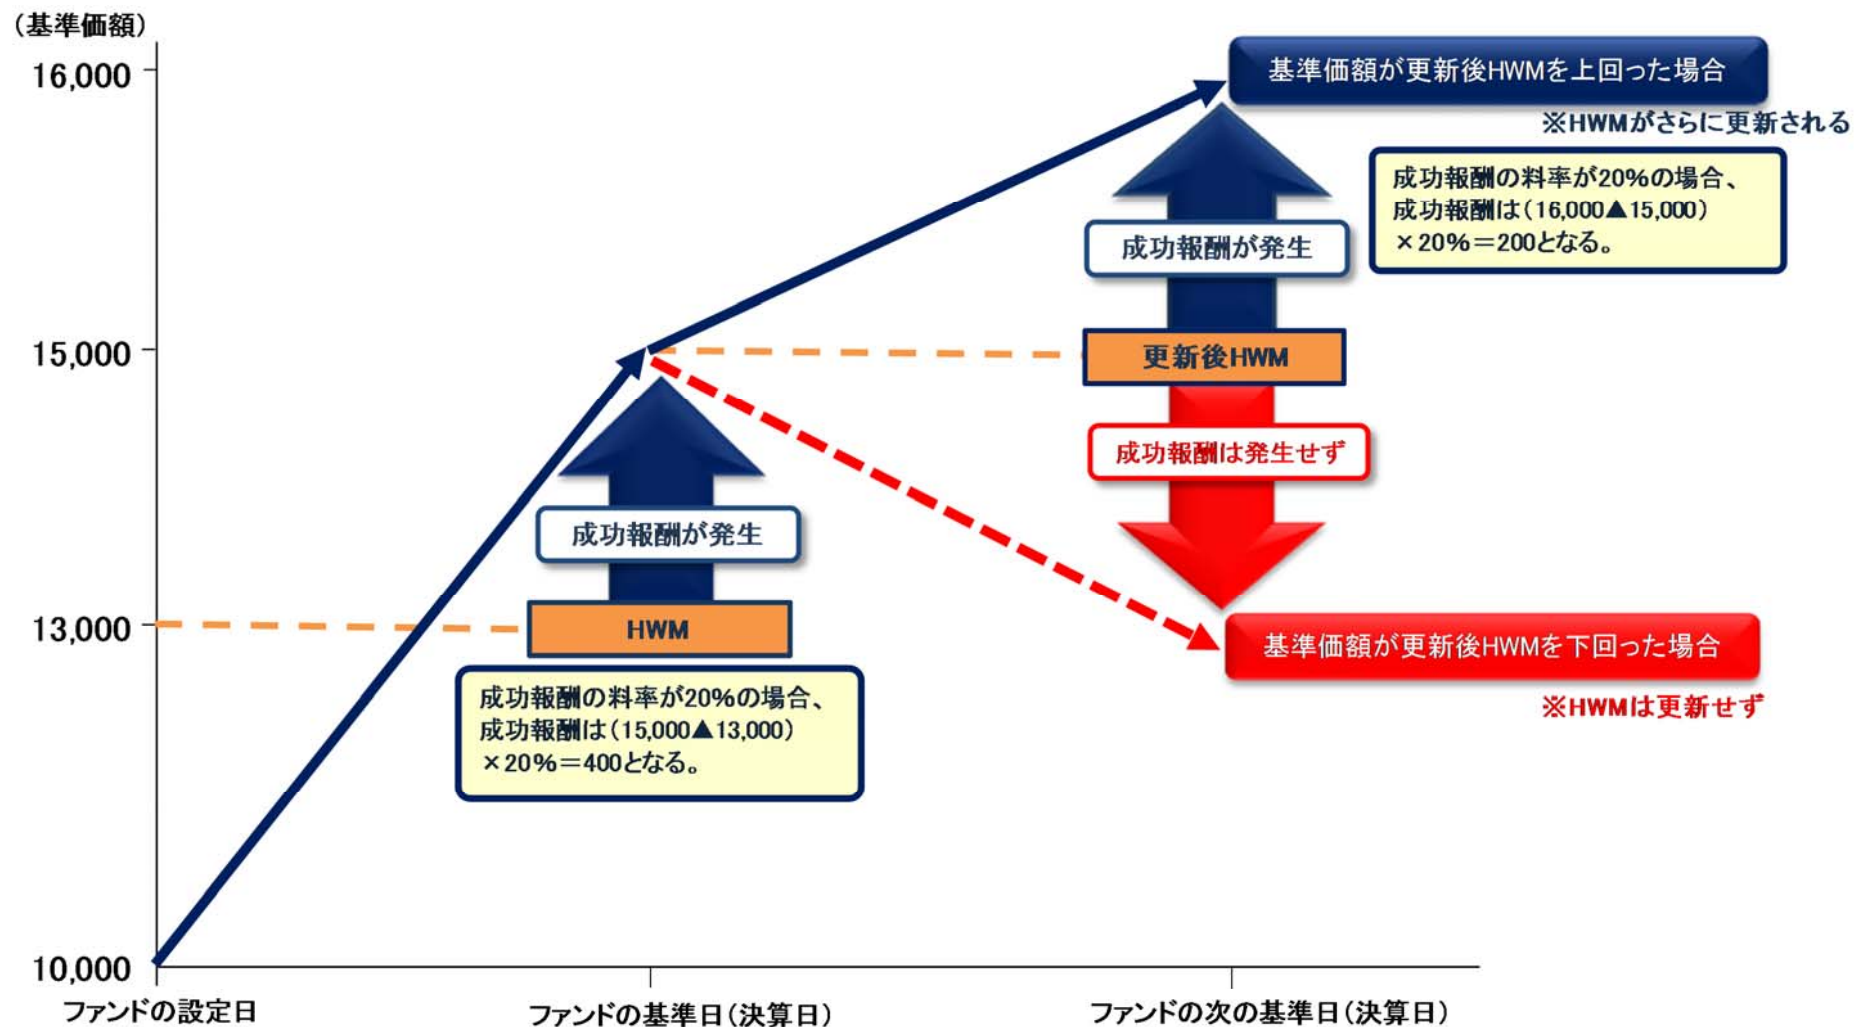 (基準価額)
16,000
基準価額が更新後HWMを上回った場合
※HWMがさらに更新される
成功報酬の料率が20%の場合、
成功報酬は(16,000▲15,000)
×20%=200となる。
成功報酬が発生
15,000
更新後HWM
成功報酬は発生せず
成功報酬が発生
13,000
HWM
基準価額が更新後HWMを下回った場合
※HWMは更新せず
成功報酬の料率が20%の場合、
成功報酬は(15,000▲13,000)
×20%=400となる。
10,000
ファンドの設定日
ファンドの基準日(決算日)
ファンドの次の基準日(決算日)